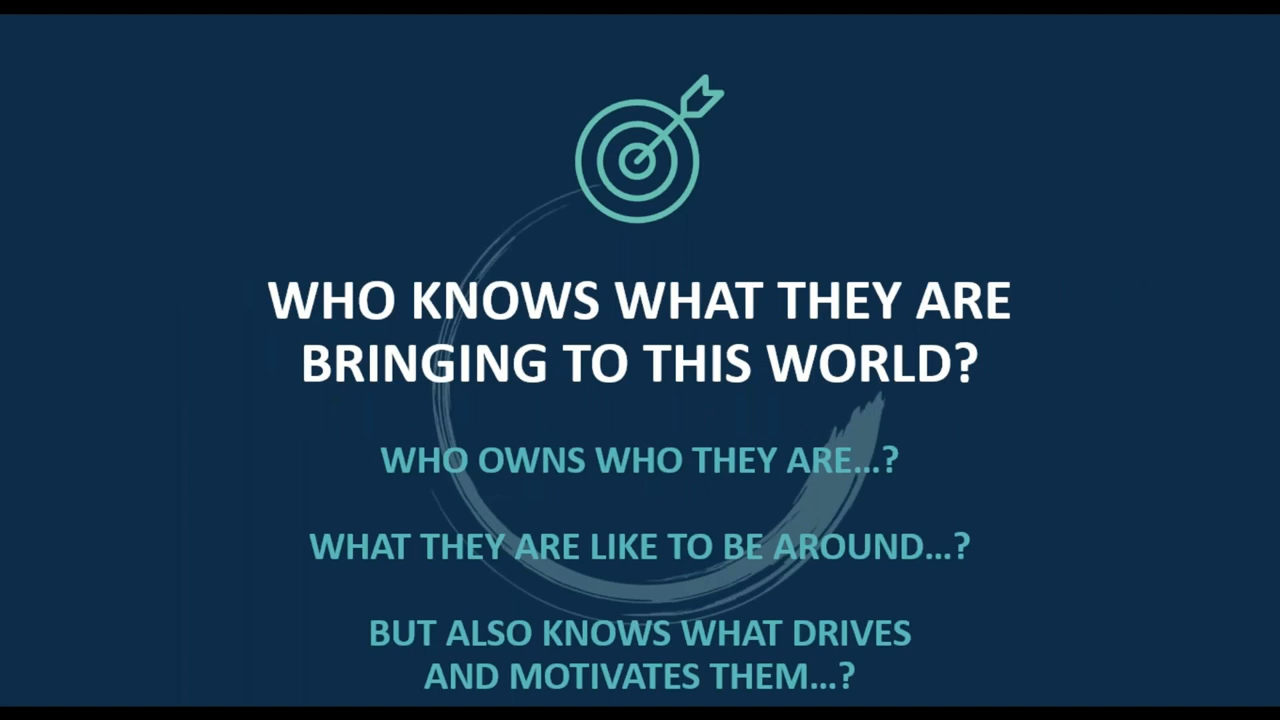 WHO KNOWS WHAT THEY ARE
BRINGING TO THIS WORLD?
WHO OWNS WHO THEY ARE...?
WHAT THEY ARE LIKE TO BE AROUND...?
BUT ALSO KNOWS WHAT DRIVES
AND MOTIVATES THEM...?